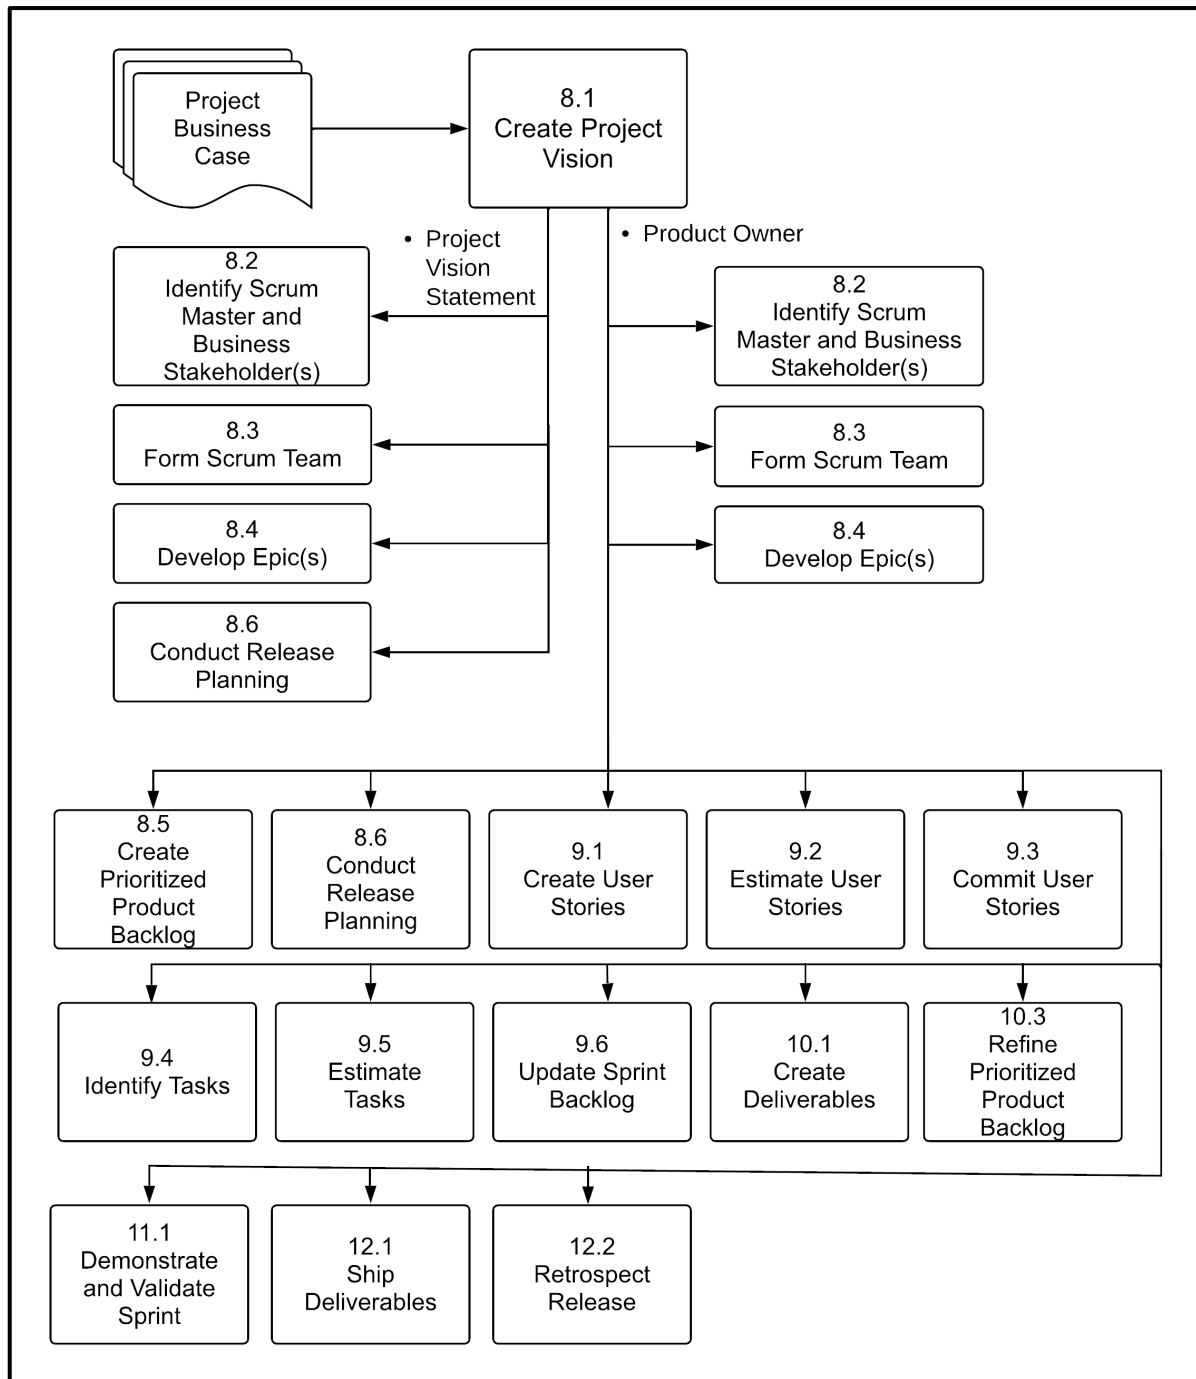 Project
Business
Case
8.1
Create Project
Vision
• Project
Vision
Statement
• Product Owner
8.2
Identify Scrum
Master and
Business
Stakeholder(s)
8.2
Identify Scrum
Master and Business
Stakeholder(s)
8.3
Form Scrum Team
8.3
Form Scrum Team
8.4
Develop Epic(s)
8.4
Develop Epic(s)
8.6
Conduct Release
Planning
8.5
Create
Prioritized
Product
Backlog
8.6
Conduct
Release
Planning
9.1
Create User
Stories
9.2
Estimate User
Stories
9.3
Commit User
Stories
9.4
Identify Tasks
9.5
Estimate
Tasks
9.6
Update Sprint
Backlog
10.1
Create
Deliverables
10.3
Refine
Prioritized
Product
Backlog
11.1
Demonstrate
and Validate
Sprint
12.1
Ship
Deliverables
12.2
Retrospect
Release